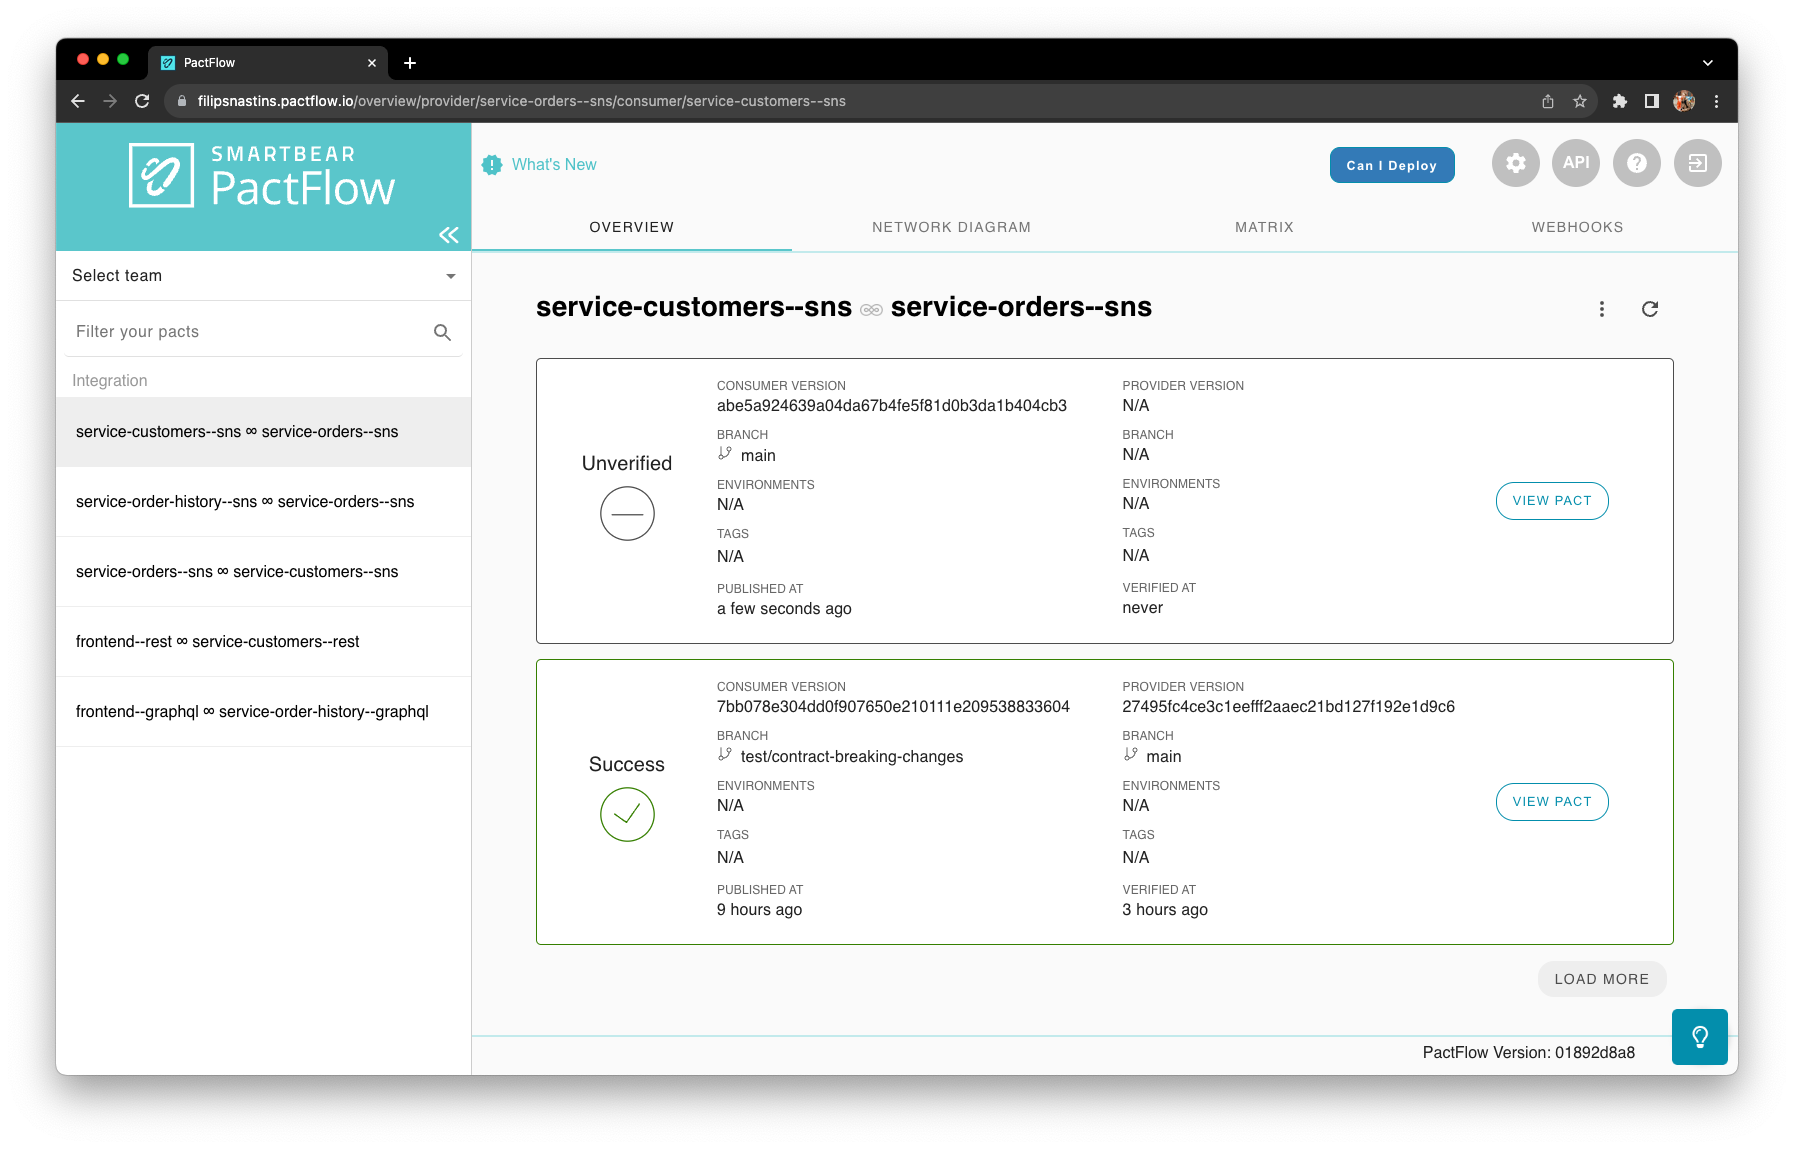 PactFlow
filipsnastins.pactflow.io/overview/provider/service-orders--sns/consumer/service-customers--sns
SMARTBEAR
PactFlow
What's New
Can I Deploy
API
OVERVIEW
NETWORK DIAGRAM
MATRIX
WEBHOOKS
Select team
Filter your pacts
Integration
service-customers--sns ∞ service-orders--sns
service-order-history--sns ∞ service-orders--sns
service-orders--sns ∞ service-customers--sns
frontend--rest ∞ service-customers--rest
frontend--graphql ∞ service-order-history--graphql
service-customers--sns ∞ service-orders--sns
Unverified
CONSUMER VERSION
abe5a924639a04da67b4fe5f81d0b3da1b404cb3
BRANCH
main
ENVIRONMENTS
N/A
TAGS
N/A
PUBLISHED AT
a few seconds ago
PROVIDER VERSION
N/A
BRANCH
N/A
ENVIRONMENTS
N/A
TAGS
N/A
VERIFIED AT
never
VIEW PACT
Success
CONSUMER VERSION
7bb078e304dd0f907650e210111e209538833604
BRANCH
test/contract-breaking-changes
ENVIRONMENTS
N/A
TAGS
N/A
PUBLISHED AT
9 hours ago
PROVIDER VERSION
27495fc4ce3c1eefff2aaec21bd127f192e1d9c6
BRANCH
main
ENVIRONMENTS
N/A
TAGS
N/A
VERIFIED AT
3 hours ago
VIEW PACT
LOAD MORE
PactFlow Version: 01892d8a8